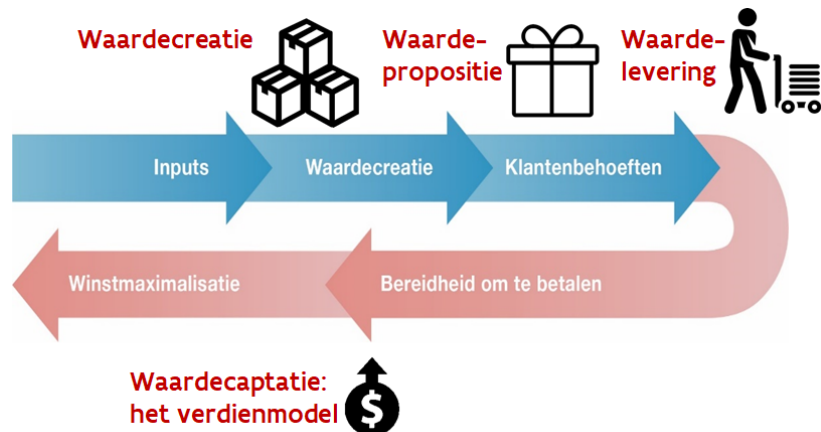 Waardecreatie
Waarde-
propositie
Waarde-
levering
Inputs
Waardecreatie
Klantenbehoeften
Winstmaximalisatie
Bereidheid om te betalen
Waardecaptatie:
het verdienmodel
$